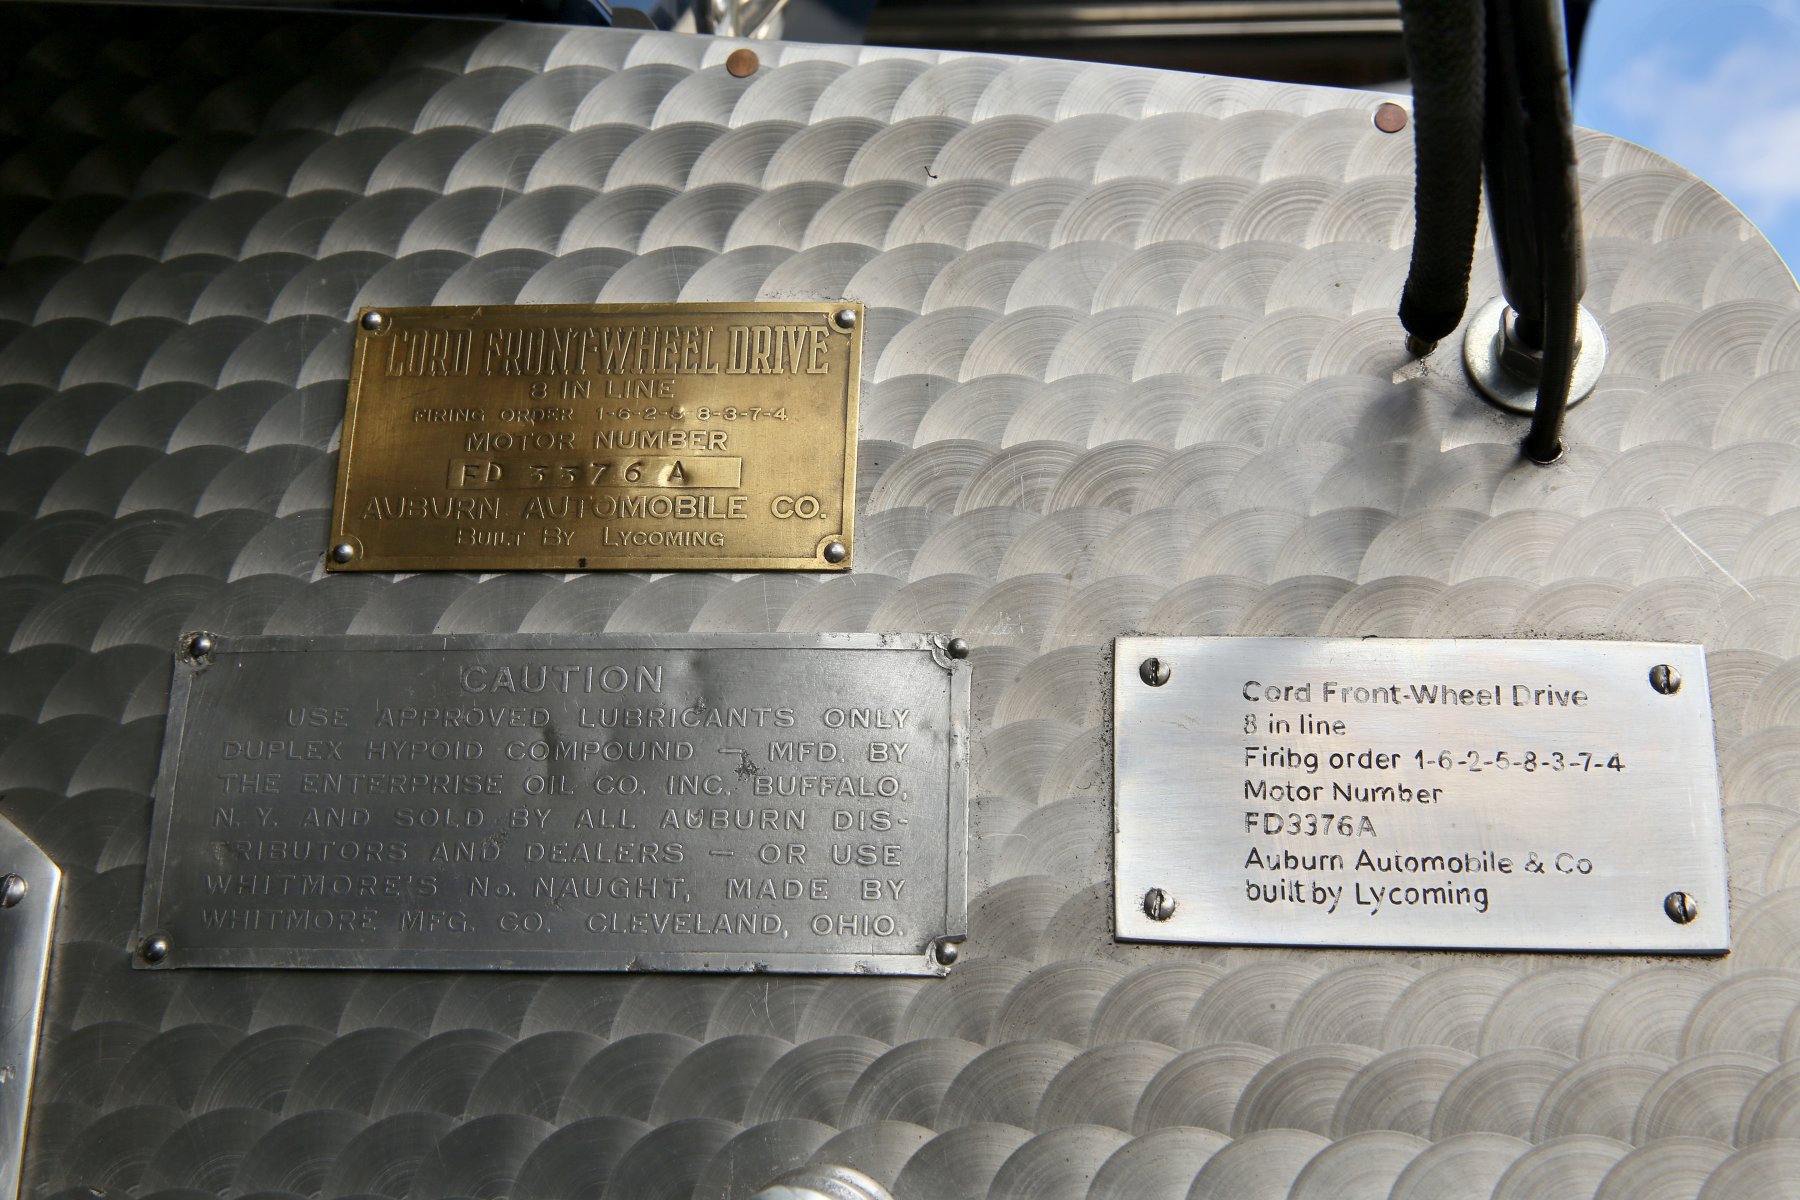 CORD FRONT-WHEEL DRIVE
8 IN LINE
FIRING ORDER 1-6-2-5-8-3-7-4
MOTOR NUMBER
FD 3376 A
AUBURN AUTOMOBILE CO.
BUILT BY LYCOMING
CAUTION
USE APPROVED LUBRICANTS ONLY
DUPLEX HYPOID COMPOUND — MFD. BY
THE ENTERPRISE OIL CO. INC. BUFFALO,
N. Y. AND SOLD BY ALL AUBURN DIS-
TRIBUTORS AND DEALERS — OR USE
WHITMORE'S No. NAUGHT, MADE BY
WHITMORE MFG. CO. CLEVELAND, OHIO.
Cord Front-Wheel Drive
8 in line
Firibg order 1-6-2-5-8-3-7-4
Motor Number
FD3376A
Auburn Automobile & Co
built by Lycoming